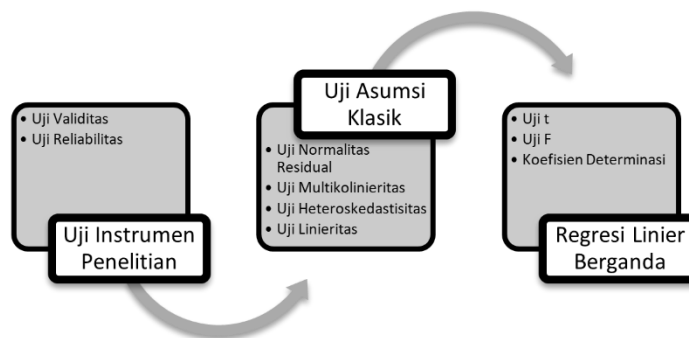 • Uji Validitas
• Uji Reliabilitas
Uji Instrumen
Penelitian
Uji Asumsi
Klasik
• Uji Normalitas
Residual
• Uji Multikolinieritas
• Uji Heteroskedastisitas
• Uji Linieritas
• Uji t
• Uji F
• Koefisien Determinasi
Regresi Linier
Berganda